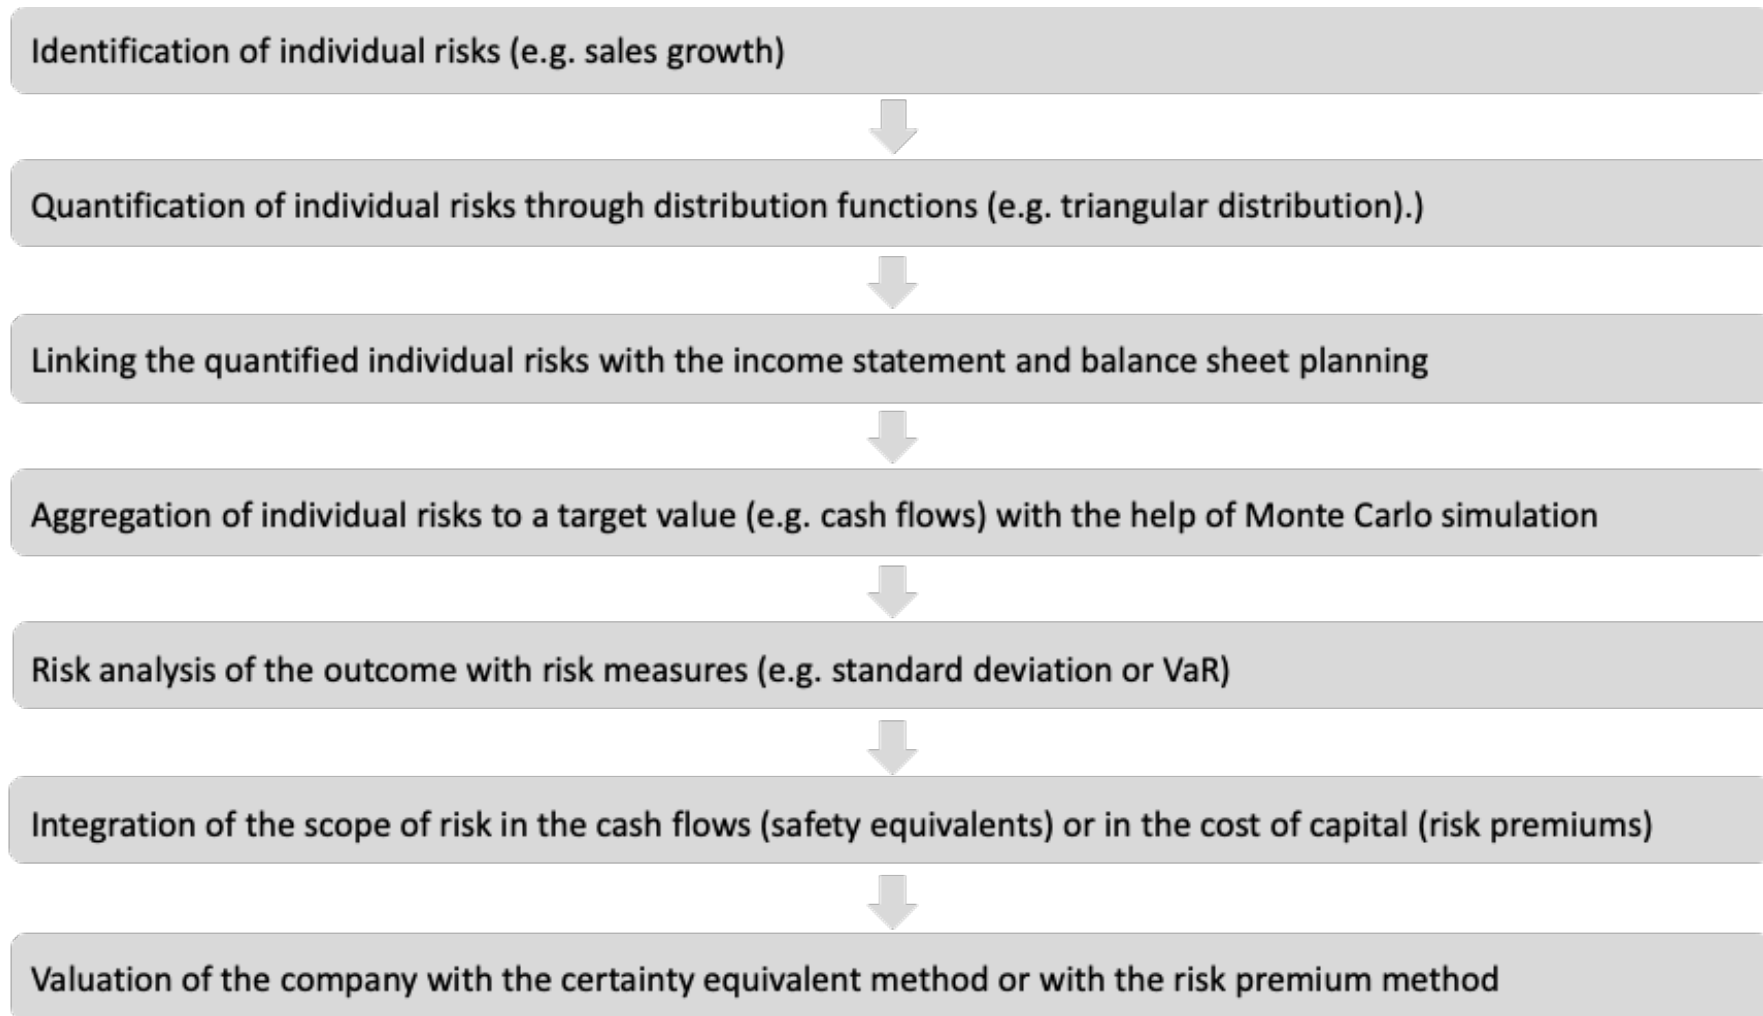 Identification of individual risks (e.g. sales growth)
Quantification of individual risks through distribution functions (e.g. triangular distribution).)
Linking the quantified individual risks with the income statement and balance sheet planning
Aggregation of individual risks to a target value (e.g. cash flows) with the help of Monte Carlo simulation
Risk analysis of the outcome with risk measures (e.g. standard deviation or VaR)
Integration of the scope of risk in the cash flows (safety equivalents) or in the cost of capital (risk premiums)
Valuation of the company with the certainty equivalent method or with the risk premium method